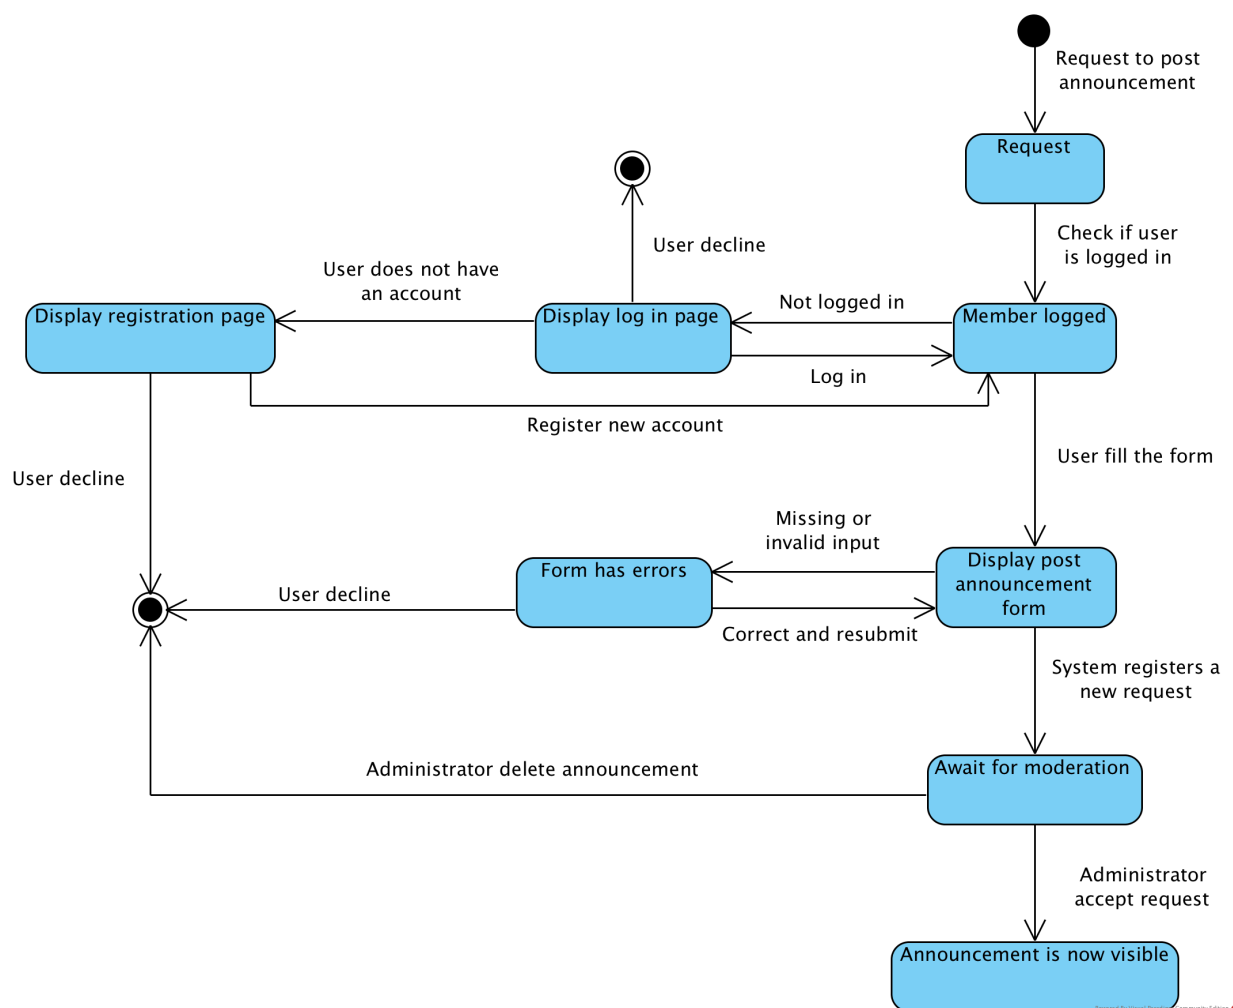 Request to post
announcement
Request
Check if user
is logged in
User decline
User does not have
an account
Not logged in
Display registration page
Display log in page
Member logged
Log in
Register new account
User fill the form
User decline
Missing or
invalid input
Display post
announcement
form
Form has errors
User decline
Correct and resubmit
System registers a
new request
Await for moderation
Administrator delete announcement
Administrator
accept request
Announcement is now visible